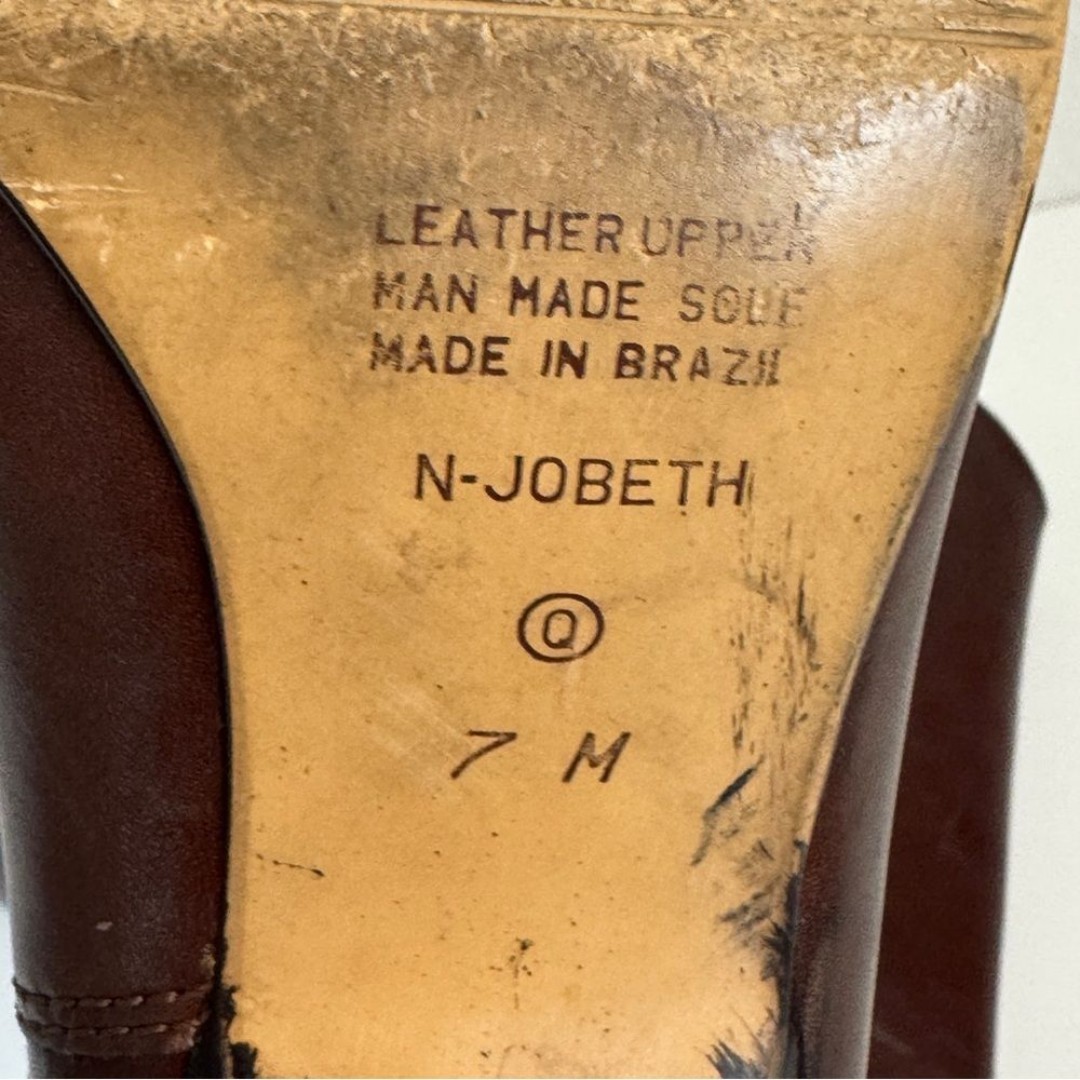 LEATHER UPPER
MAN MADE SOLE
MADE IN BRAZIL
N-JOBETH
Q
7 M